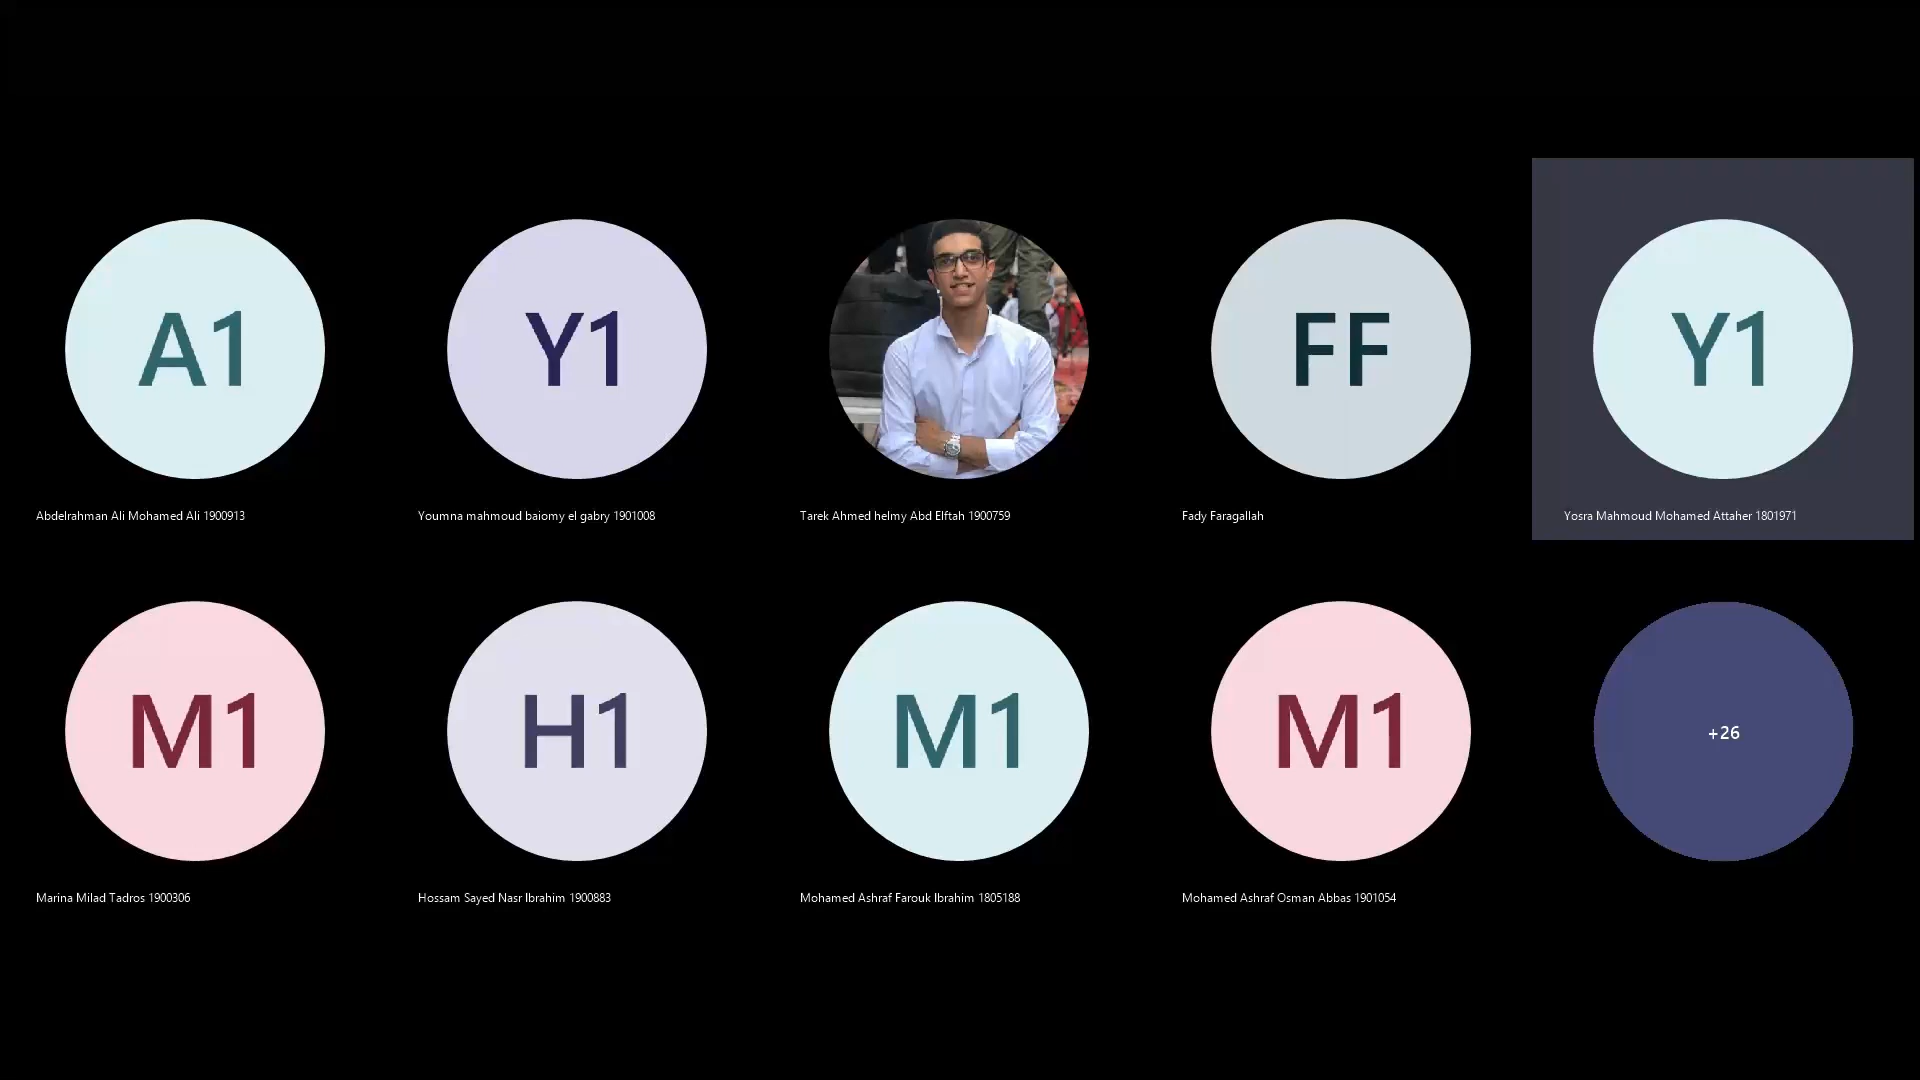 A1
Y1
FF
Y1
Abdelrahman Ali Mohamed Ali 1900913
Youmna mahmoud baiomy el gabry 1901008
Tarek Ahmed helmy Abd Elftah 1900759
Fady Faragallah
Yosra Mahmoud Mohamed Attaher 1801971
M1
H1
M1
M1
+26
Marina Milad Tadros 1900306
Hossam Sayed Nasr Ibrahim 1900883
Mohamed Ashraf Farouk Ibrahim 1805188
Mohamed Ashraf Osman Abbas 1901054